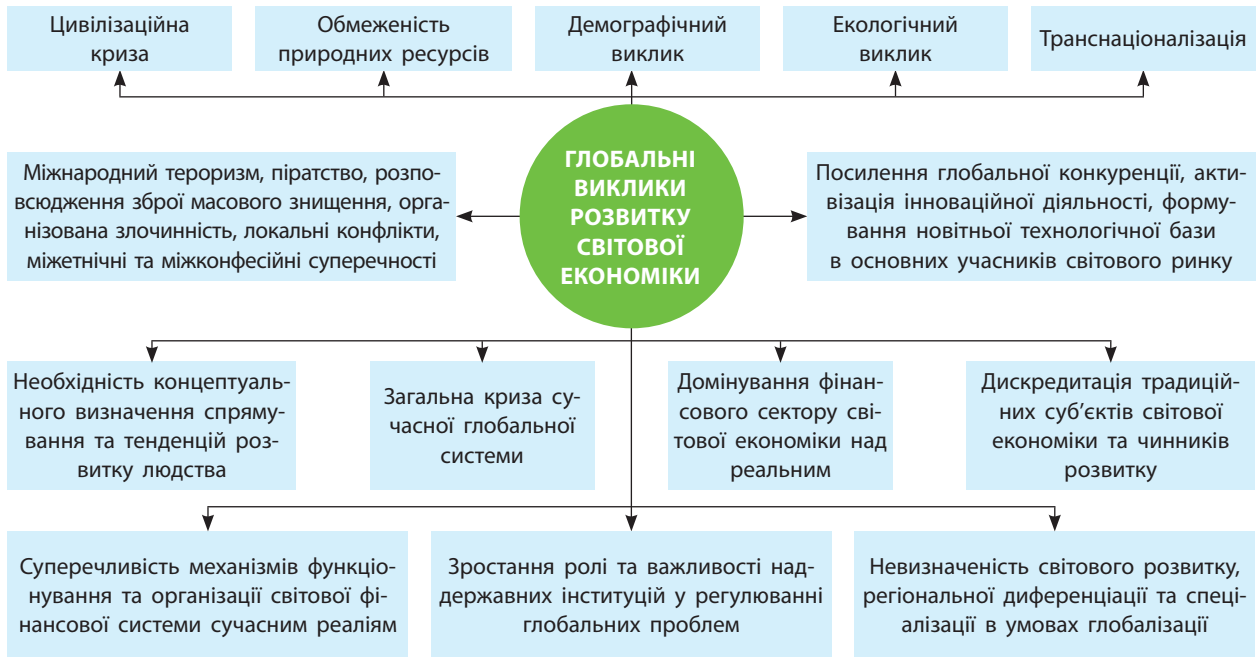 Цивілізаційна
криза
Обмеженість
природних ресурсів
Демографічний
виклик
Екологічний
виклик
Транснаціоналізація
Міжнародний тероризм, піратство, розпо-
всюдження зброї масового знищення, орга-
нізована злочинність, локальні конфлікти,
міжетнічні та міжконфесійні суперечності
ГЛОБАЛЬНІ
ВИКЛИКИ
РОЗВИТКУ
СВІТОВОЇ
ЕКОНОМІКИ
Посилення глобальної конкуренції, акти-
візація інноваційної діяльності, форму-
вання новітньої технологічної бази
в основних учасників світового ринку
Необхідність концептуаль-
ного визначення спряму-
вання та тенденцій роз-
витку людства
Загальна криза су-
часної глобальної
системи
Домінування фінан-
сового сектору сві-
тової економіки над
реальним
Дискредитація традицій-
них суб’єктів світової
економіки та чинників
розвитку
Суперечливість механізмів функціо-
нування та організації світової фі-
нансової системи сучасним реаліям
Зростання ролі та важливості над-
державних інституцій у регулюванні
глобальних проблем
Невизначеність світового розвитку,
регіональної диференціації та спеці-
алізації в умовах глобалізації